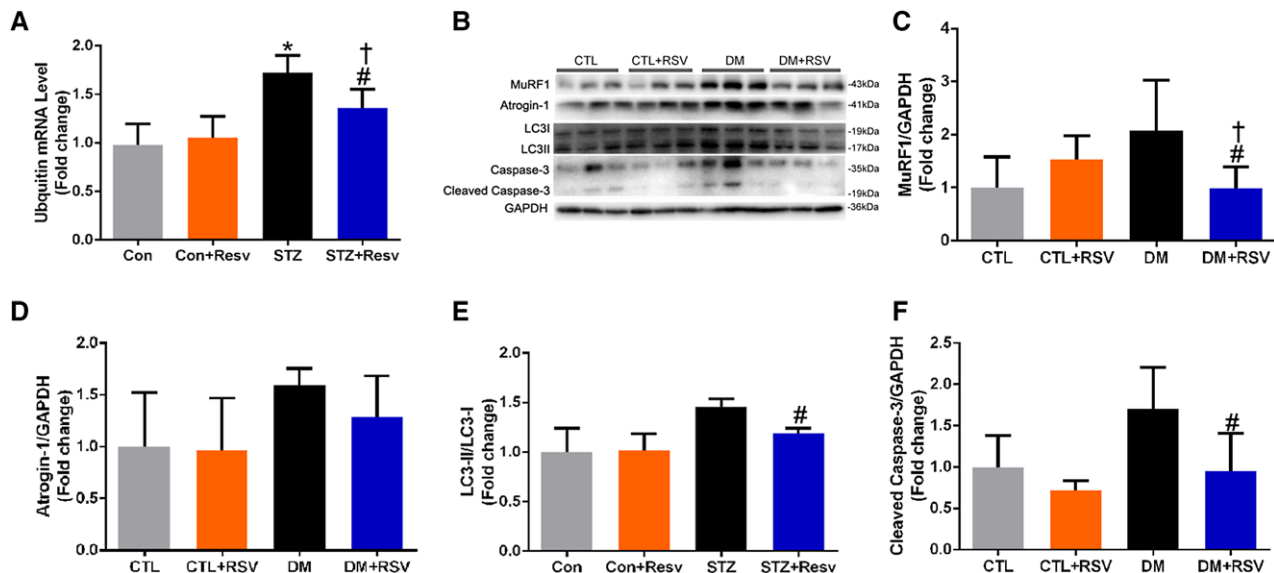 A
Ubquitin mRNA Level
(Fold change)
2.0
1.5
1.0
0.5
0.0
*
†
#
Con
Con+Resv
STZ
STZ+Resv
B
CTL
CTL+RSV
DM
DM+RSV
MuRF1
-43kDa
Atrogin-1
-41kDa
LC3I
-19kDa
LC3II
-17kDa
Caspase-3
-35kDa
Cleaved Caspase-3
-19kDa
GAPDH
-36kDa
C
MuRF1/GAPDH
(Fold change)
4
3
2
1
0
†
#
CTL
CTL+RSV
DM
DM+RSV
D
Atrogin-1/GAPDH
(Fold change)
2.0
1.5
1.0
0.5
0.0
CTL
CTL+RSV
DM
DM+RSV
E
LC3-II/LC3-I
(Fold change)
2.0
1.5
1.0
0.5
0.0
#
Con
Con+Resv
STZ
STZ+Resv
F
Cleaved Caspase-3/GAPDH
(Fold change)
2.5
2.0
1.5
1.0
0.5
0.0
#
CTL
CTL+RSV
DM
DM+RSV